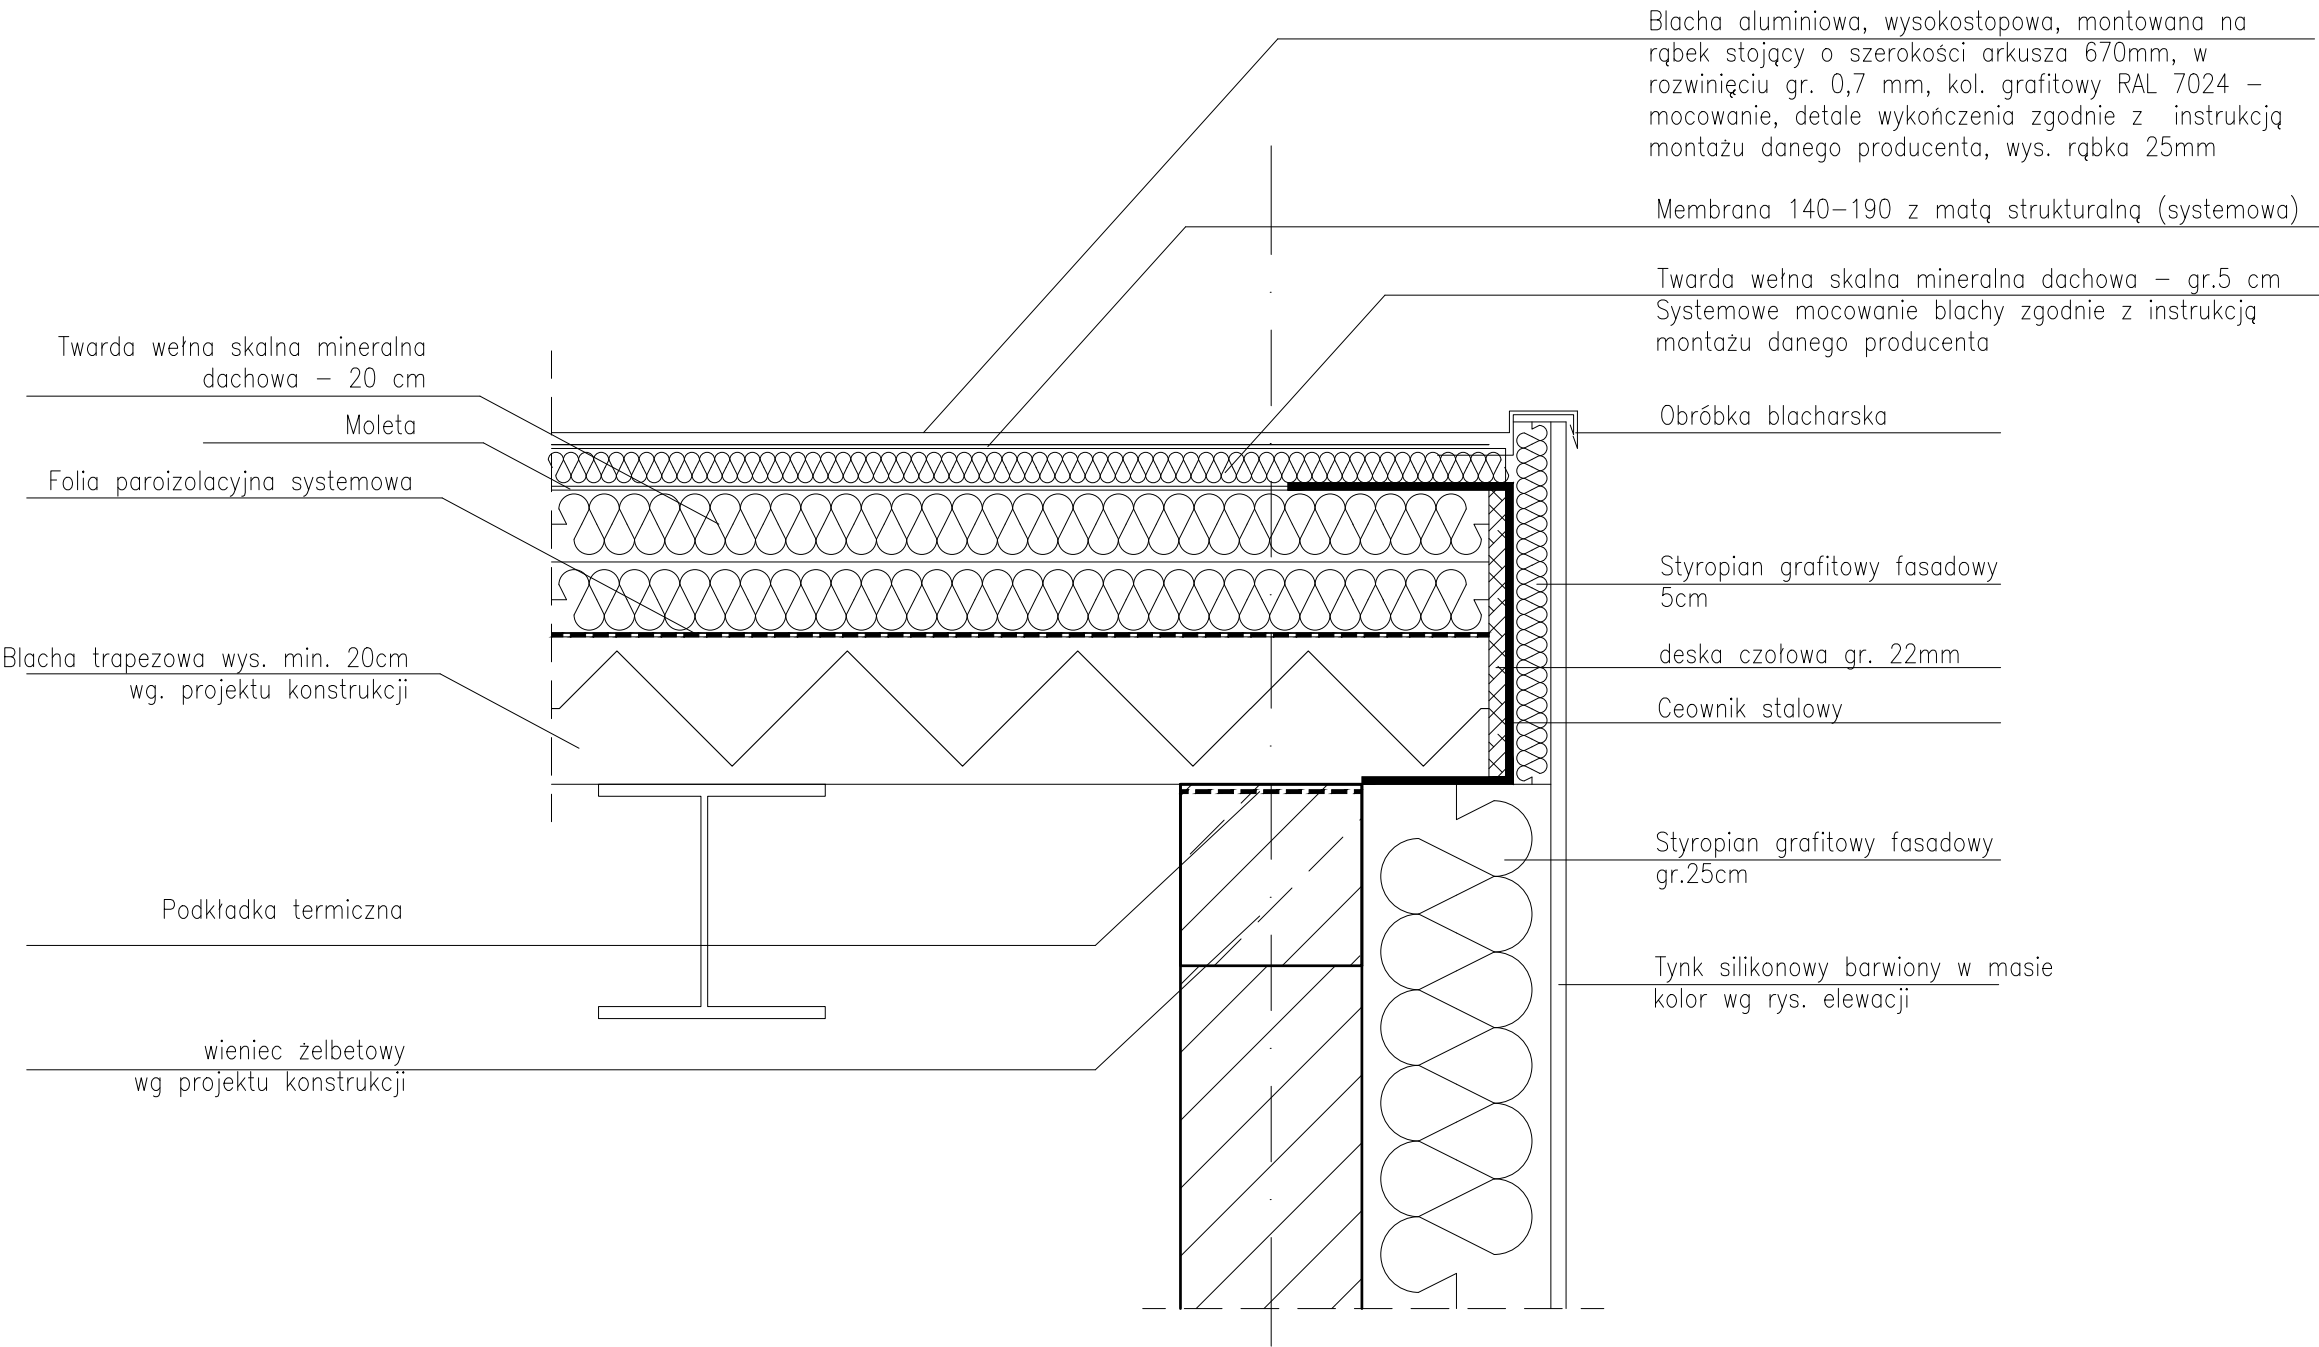 Blacha aluminiowa, wysokostopowa, montowana na
rąbek stojący o szerokości arkusza 670mm, w
rozwinięciu gr. 0,7 mm, kol. grafitowy RAL 7024 –
mocowanie, detale wykończenia zgodnie z instrukcją
montażu danego producenta, wys. rąbka 25mm
Membrana 140–190 z matą strukturalną (systemowa)
Twarda wełna skalna mineralna dachowa – gr.5 cm
Systemowe mocowanie blachy zgodnie z instrukcją
montażu danego producenta
Obróbka blacharska
Styropian grafitowy fasadowy
5cm
deska czołowa gr. 22mm
Ceownik stalowy
Styropian grafitowy fasadowy
gr.25cm
Tynk silikonowy barwiony w masie
kolor wg rys. elewacji
Twarda wełna skalna mineralna
dachowa – 20 cm
Moleta
Folia paroizolacyjna systemowa
Blacha trapezowa wys. min. 20cm
wg. projektu konstrukcji
Podkładka termiczna
wieniec żelbetowy
wg projektu konstrukcji